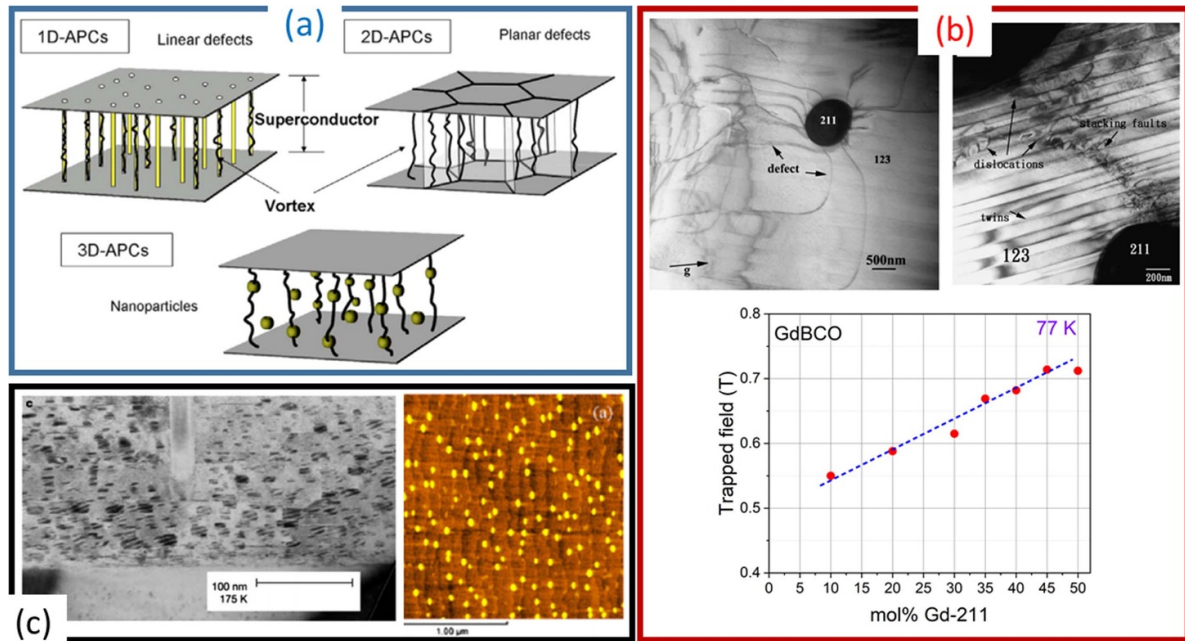 (a)
1D-APCs
Linear defects
2D-APCs
Planar defects
Superconductor
Vortex
3D-APCs
Nanoparticles
(b)
211
123
defect
g
500nm
stacking faults
dislocations
twins
123
211
200nm
GdBCO
77 K
Trapped field (T)
0.8
0.7
0.6
0.5
0.4
0 5 10 15 20 25 30 35 40 45 50
mol% Gd-211
(c)
c
100 nm
175 K
(a)
1.00 µm